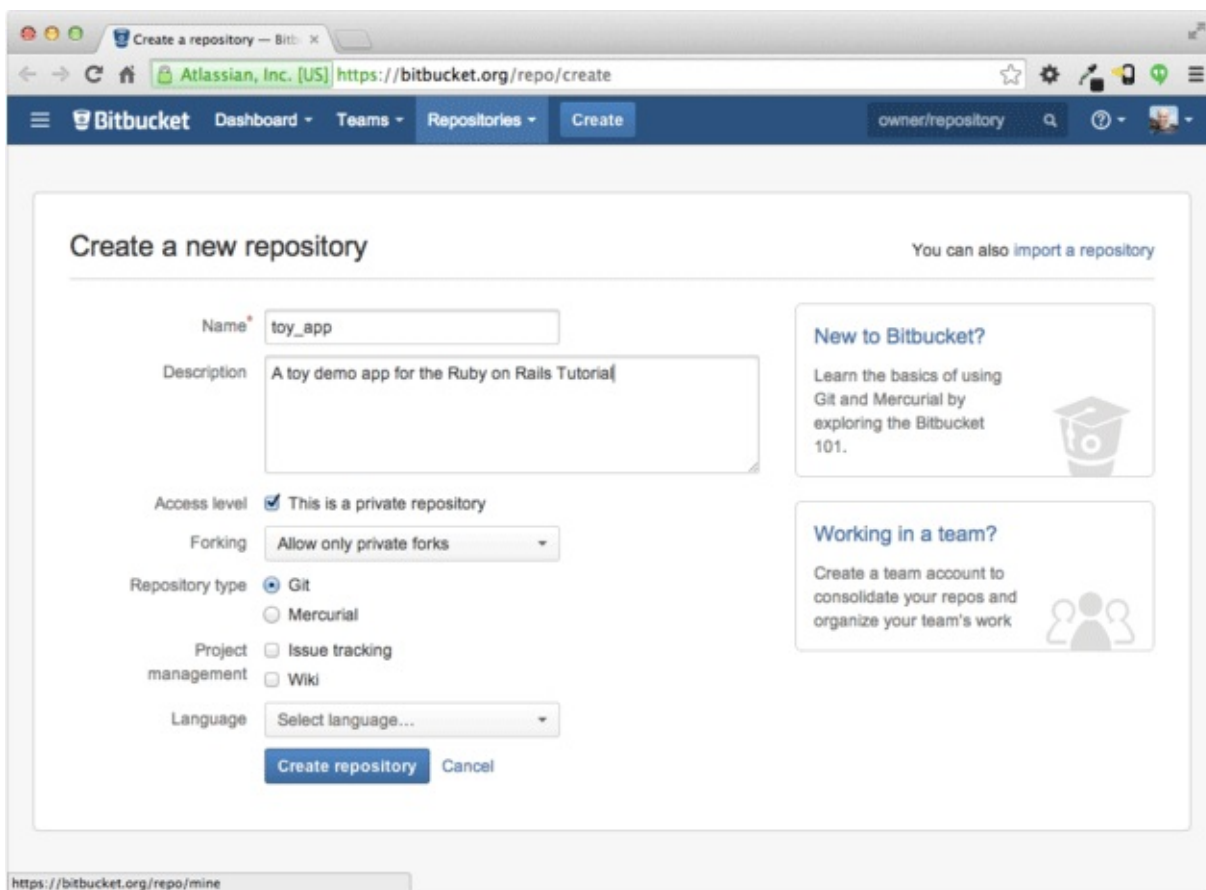 Create a repository — Bitb
Atlassian, Inc. [US] https://bitbucket.org/repo/create
Bitbucket Dashboard Teams Repositories Create owner/repository
Create a new repository
You can also import a repository
Name* toy_app
Description A toy demo app for the Ruby on Rails Tutorial
Access level This is a private repository
Forking Allow only private forks
Repository type Git
Mercurial
Project management Issue tracking
Wiki
Language Select language...
Create repository Cancel
New to Bitbucket?
Learn the basics of using
Git and Mercurial by
exploring the Bitbucket
101.
Working in a team?
Create a team account to
consolidate your repos and
organize your team's work
https://bitbucket.org/repo/mine